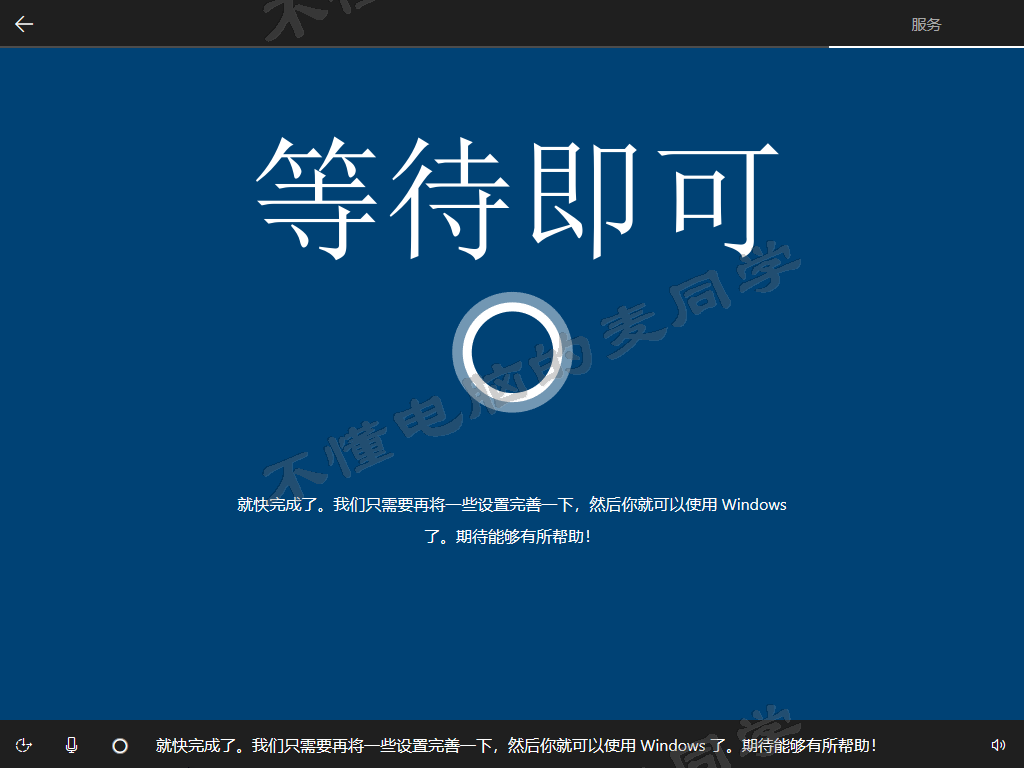 服务
等待即可
不懂电脑的麦同学
就快完成了。我们只需要再将一些设置完善一下，然后你就可以使用 Windows
了。期待能够有所帮助！
就快完成了。我们只需要再将一些设置完善一下，然后你就可以使用 Windows 了。期待能够有所帮助！